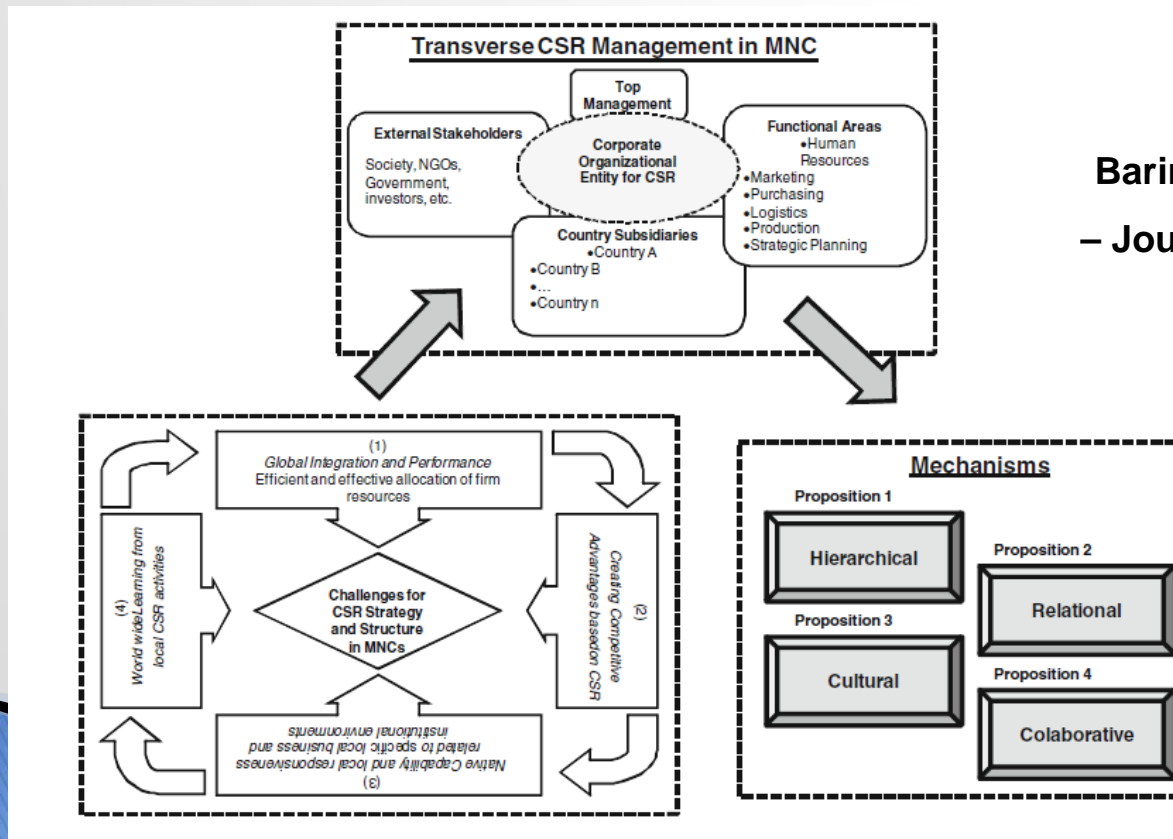 Transverse CSR Management in MNC
Top
Management
External Stakeholders
Society, NGOs,
Government,
investors, etc.
Corporate
Organizational
Entity for CSR
Functional Areas
•Human
Resources
•Marketing
•Purchasing
•Logistics
•Production
•Strategic Planning
Country Subsidiaries
•Country A
•Country B
•...
•Country n
– Jou
(1)
Global Integration and Performance
Efficient and effective allocation of firm
resources
(2)
Creating Competitive
Advantages basedon CSR
(3)
Native Capability and local responsiveness
related to specific local business and
institutional environments
(4)
World wideLearning from
local CSR activities
Challenges for
CSR Strategy
and Structure
in MNCs
Mechanisms
Proposition 1
Hierarchical
Proposition 2
Relational
Proposition 3
Cultural
Proposition 4
Colaborative